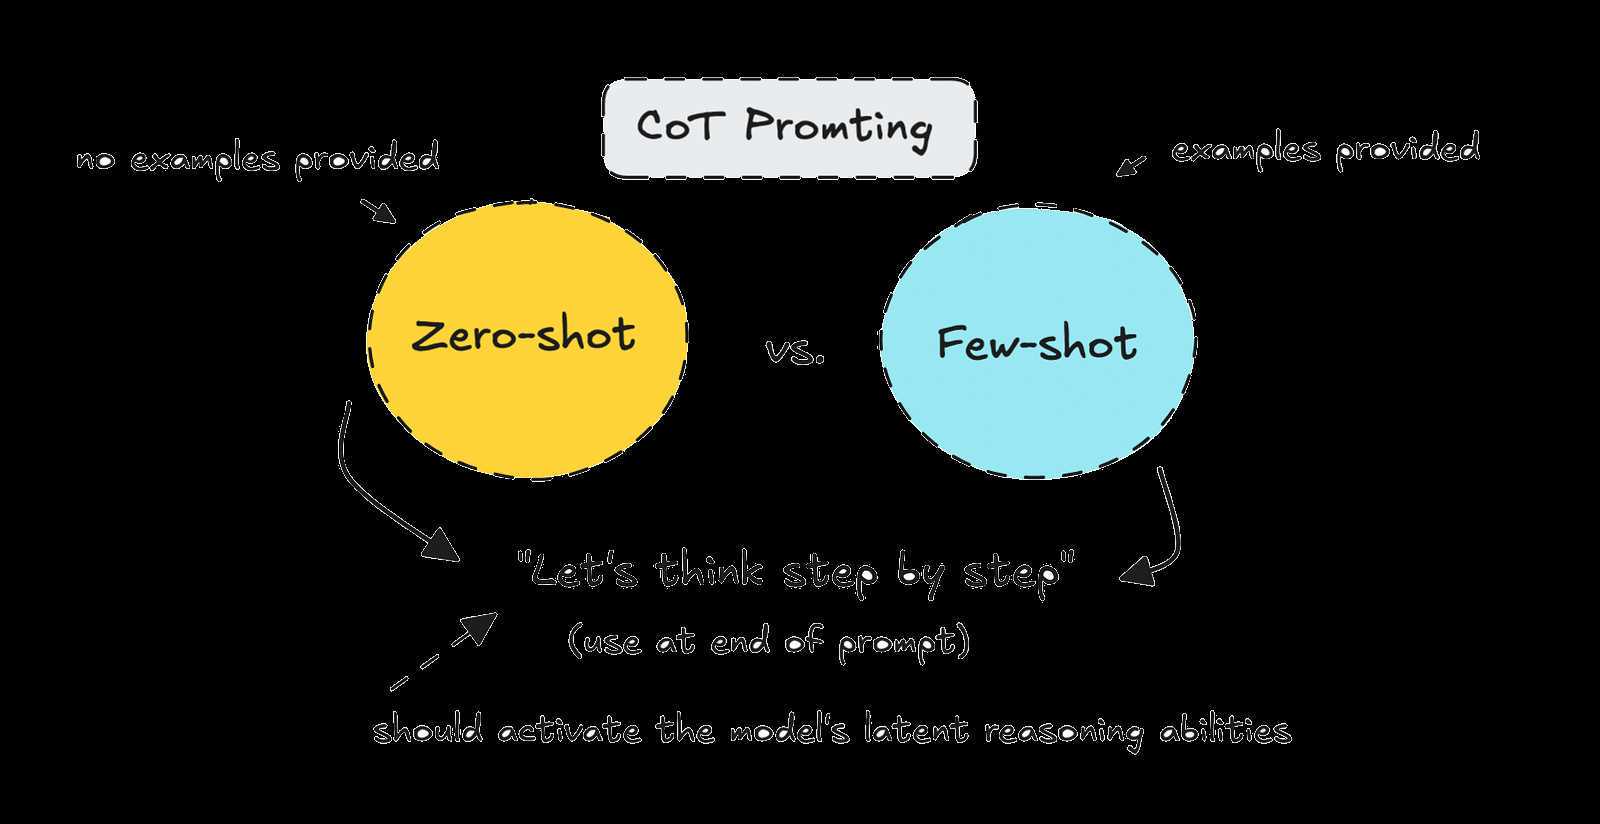 CoT Promting
no examples provided
examples provided
Zero-shot
vs.
Few-shot
"Let's think step by step"
(use at end of prompt)
should activate the model's latent reasoning abilities